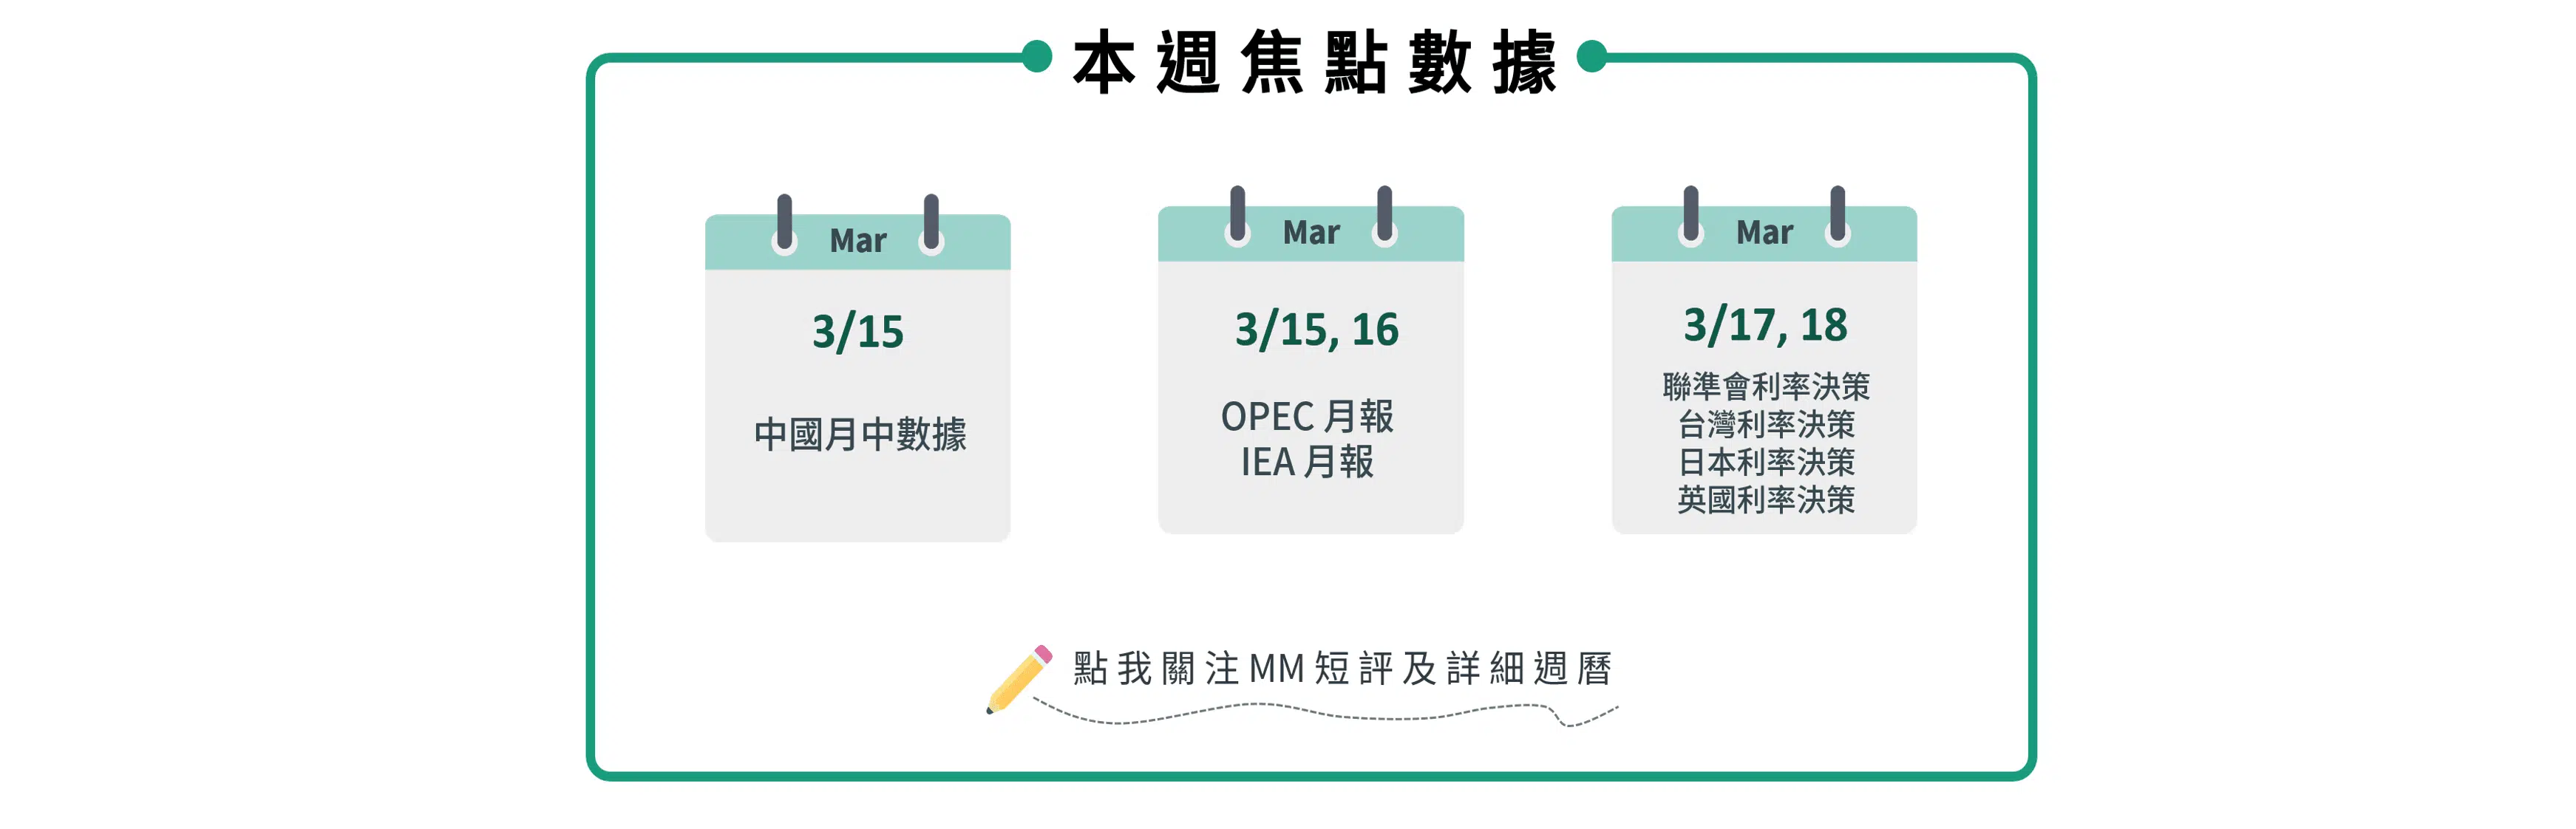 本週焦點數據
Mar
3/15
中國月中數據
Mar
3/15, 16
OPEC 月報
IEA 月報
Mar
3/17, 18
聯準會利率決策
台灣利率決策
日本利率決策
英國利率決策
點我關注MM短評及詳細週曆